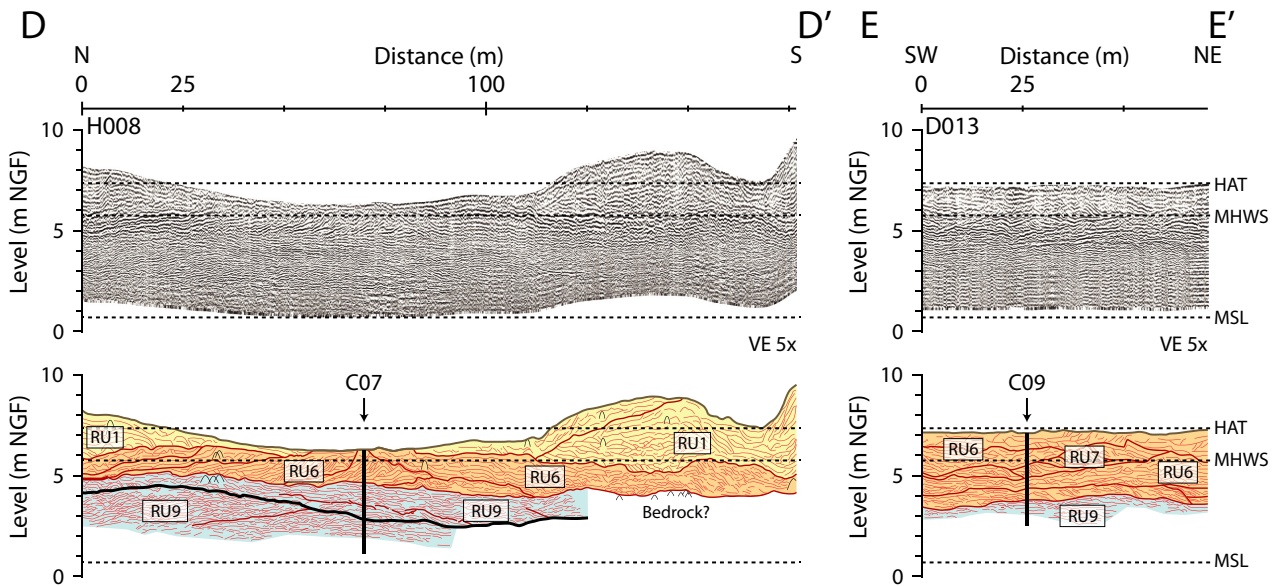 D D' E E'
N Distance (m) S SW Distance (m) NE
0 25 100 0 25
10 H008 10 D013
HAT
MHWS
5 5
Level (m NGF) Level (m NGF)
MSL
0 0
VE 5x VE 5x
10 C07 10 C09
HAT
RU1 RU1 RU6 RU7
MHWS
RU6 RU6 RU6
5 5
Level (m NGF) Level (m NGF)
RU9 RU9 Bedrock? RU9
MSL
0 0